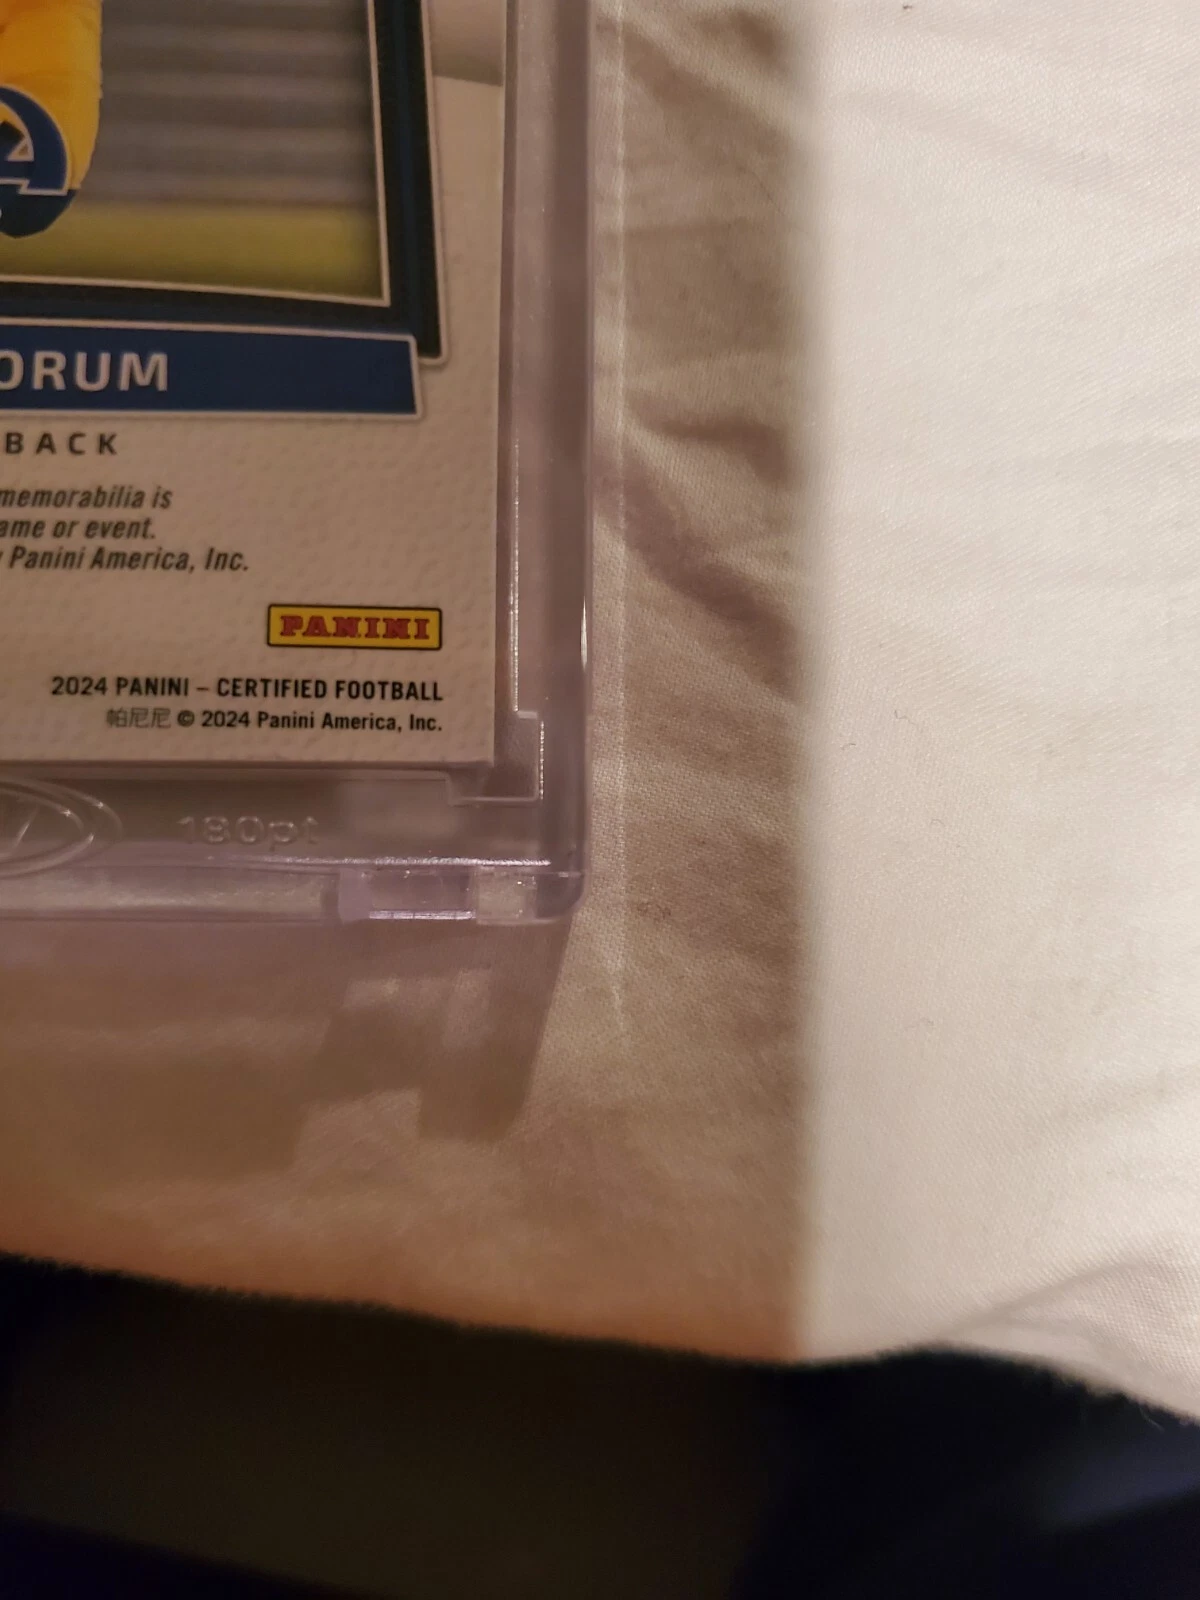 ORUM
BACK
memorabilia is
ame or event.
Panini America, Inc.
PANINI
2024 PANINI – CERTIFIED FOOTBALL
帕尼尼 © 2024 Panini America, Inc.
180pt